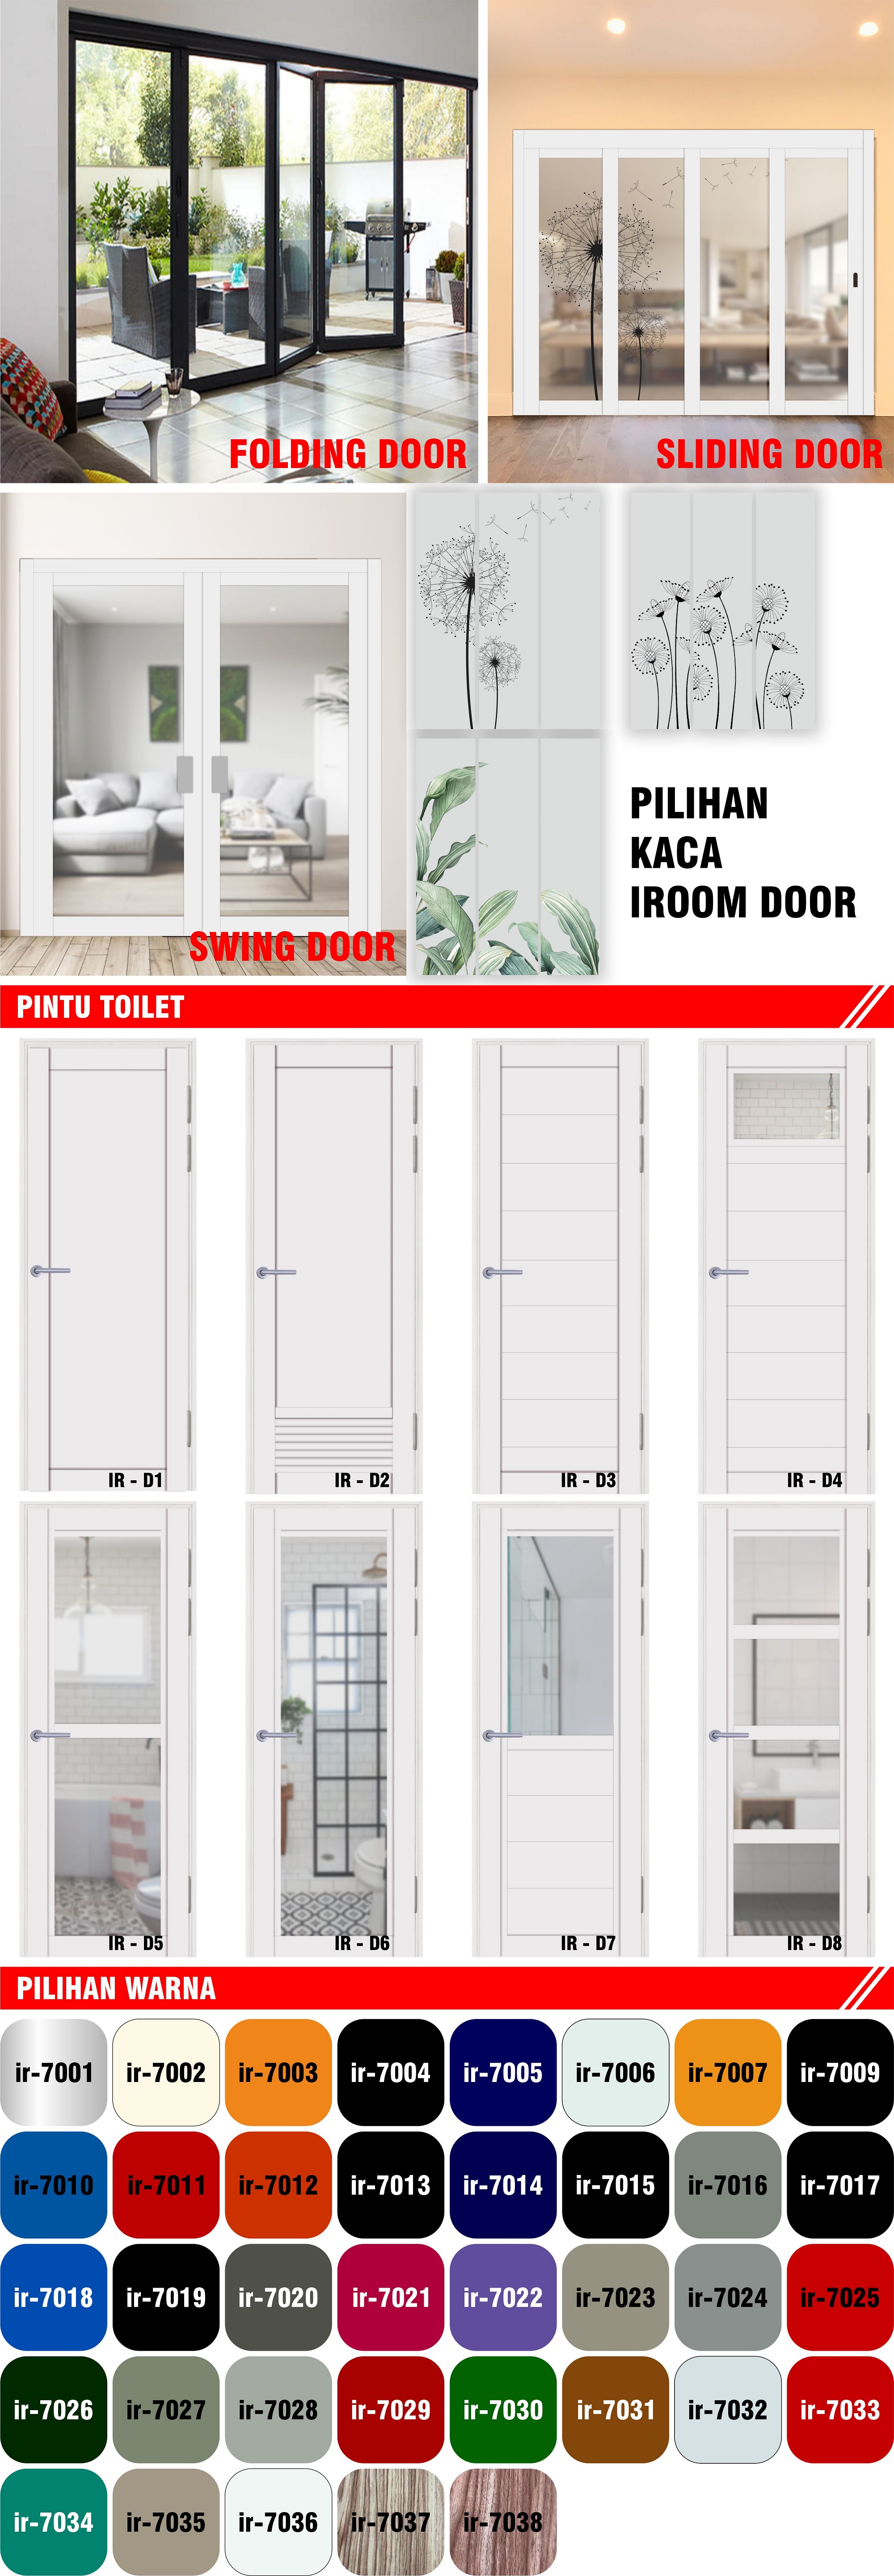 FOLDING DOOR
SLIDING DOOR
SWING DOOR
PILIHAN
KACA
IROOM DOOR
PINTU TOILET
IR - D1
IR - D2
IR - D3
IR - D4
IR - D5
IR - D6
IR - D7
IR - D8
PILIHAN WARNA
ir-7001
ir-7002
ir-7003
ir-7004
ir-7005
ir-7006
ir-7007
ir-7009
ir-7010
ir-7011
ir-7012
ir-7013
ir-7014
ir-7015
ir-7016
ir-7017
ir-7018
ir-7019
ir-7020
ir-7021
ir-7022
ir-7023
ir-7024
ir-7025
ir-7026
ir-7027
ir-7028
ir-7029
ir-7030
ir-7031
ir-7032
ir-7033
ir-7034
ir-7035
ir-7036
ir-7037
ir-7038